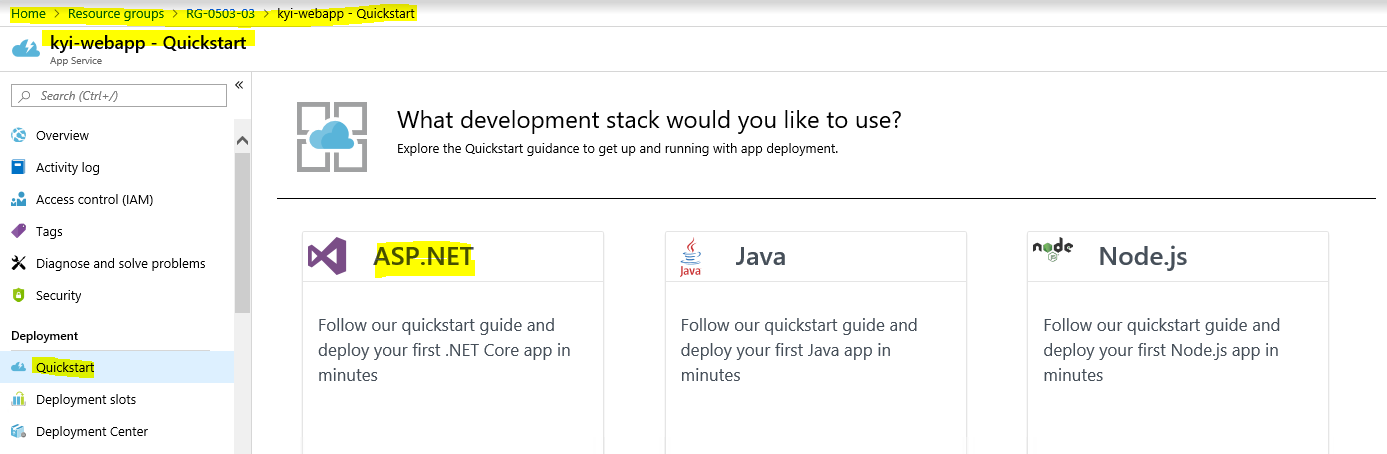 Home > Resource groups > RG-0503-03 > kyi-webapp - Quickstart
kyi-webapp - Quickstart
App Service
Search (Ctrl+/)
«
Overview
Activity log
Access control (IAM)
Tags
Diagnose and solve problems
Security
Deployment
Quickstart
Deployment slots
Deployment Center
What development stack would you like to use?
Explore the Quickstart guidance to get up and running with app deployment.
ASP.NET
Follow our quickstart guide and
deploy your first .NET Core app in
minutes
Java
Java
Follow our quickstart guide and
deploy your first Java app in
minutes
node
JS
Node.js
Follow our quickstart guide and
deploy your first Node.js app in
minutes